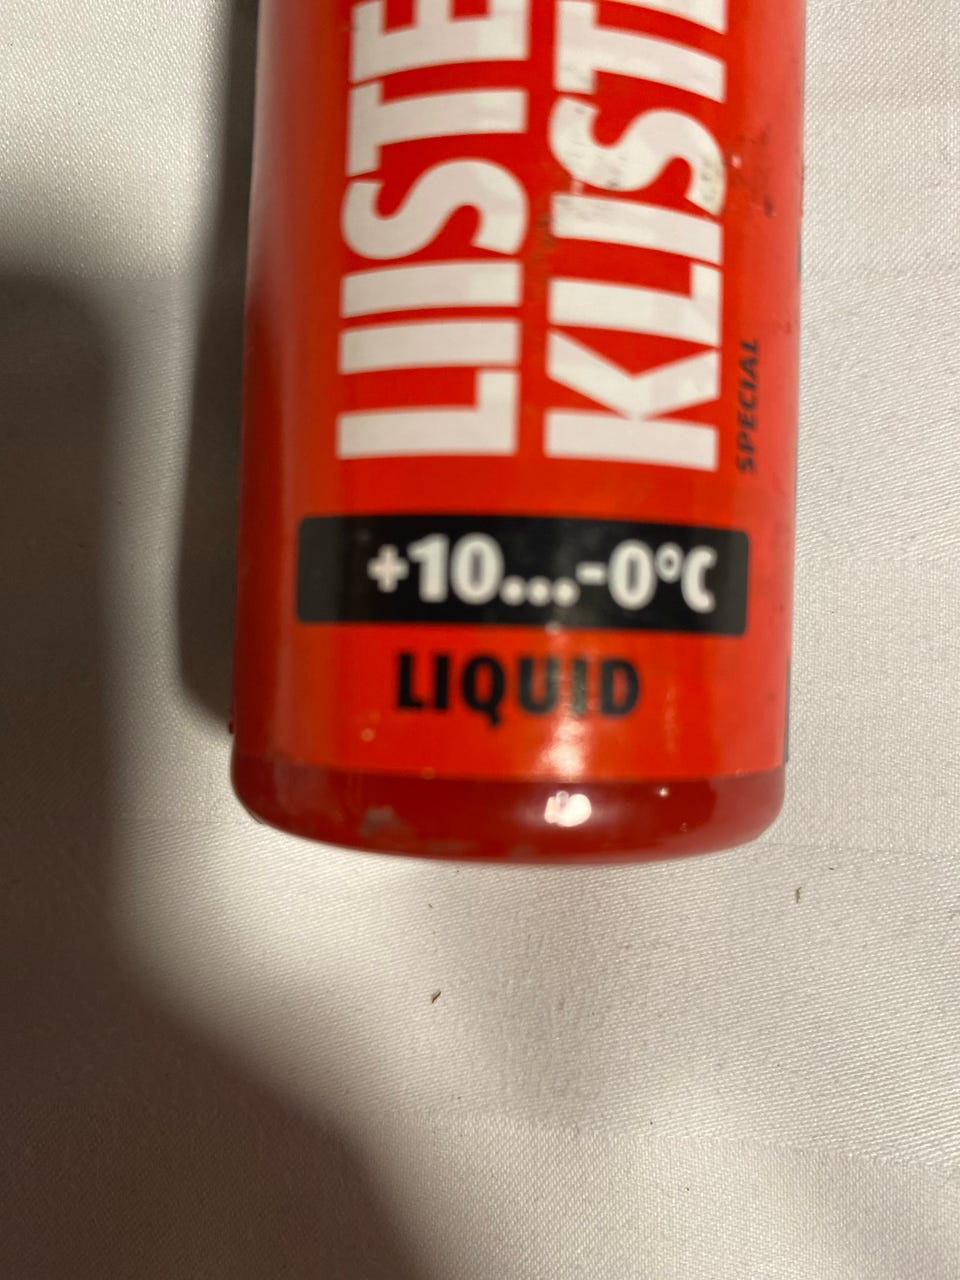 LIISTE
KLISTE
SPECIAL
+10...-0°C
LIQUID